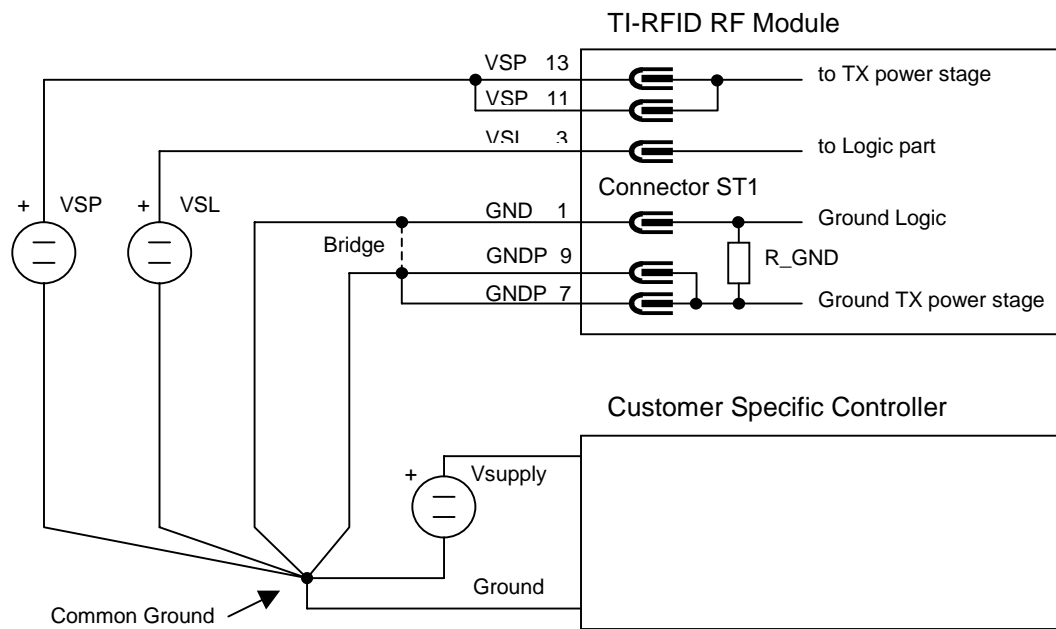 TI-RFID RF Module
VSP 13
to TX power stage
VSP 11
VSL 3
to Logic part
Connector ST1
+ VSP
+ VSL
GND 1
Ground Logic
Bridge
R_GND
GNDP 9
GNDP 7
Ground TX power stage
Customer Specific Controller
+ Vsupply
Ground
Common Ground